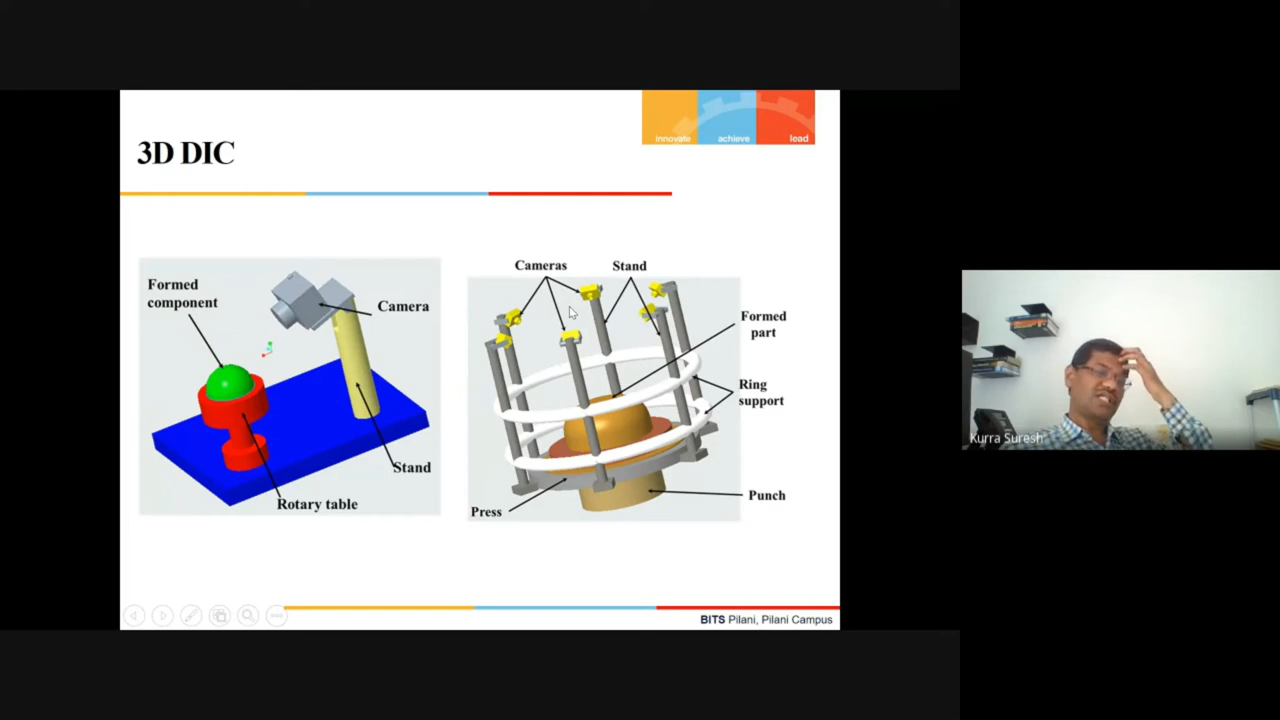 innovate achieve lead
3D DIC
Formed
component
Camera
Stand
Rotary table
Cameras
Stand
Formed
part
Ring
support
Press
Punch
BITS Pilani, Pilani Campus
Kurra Suresh